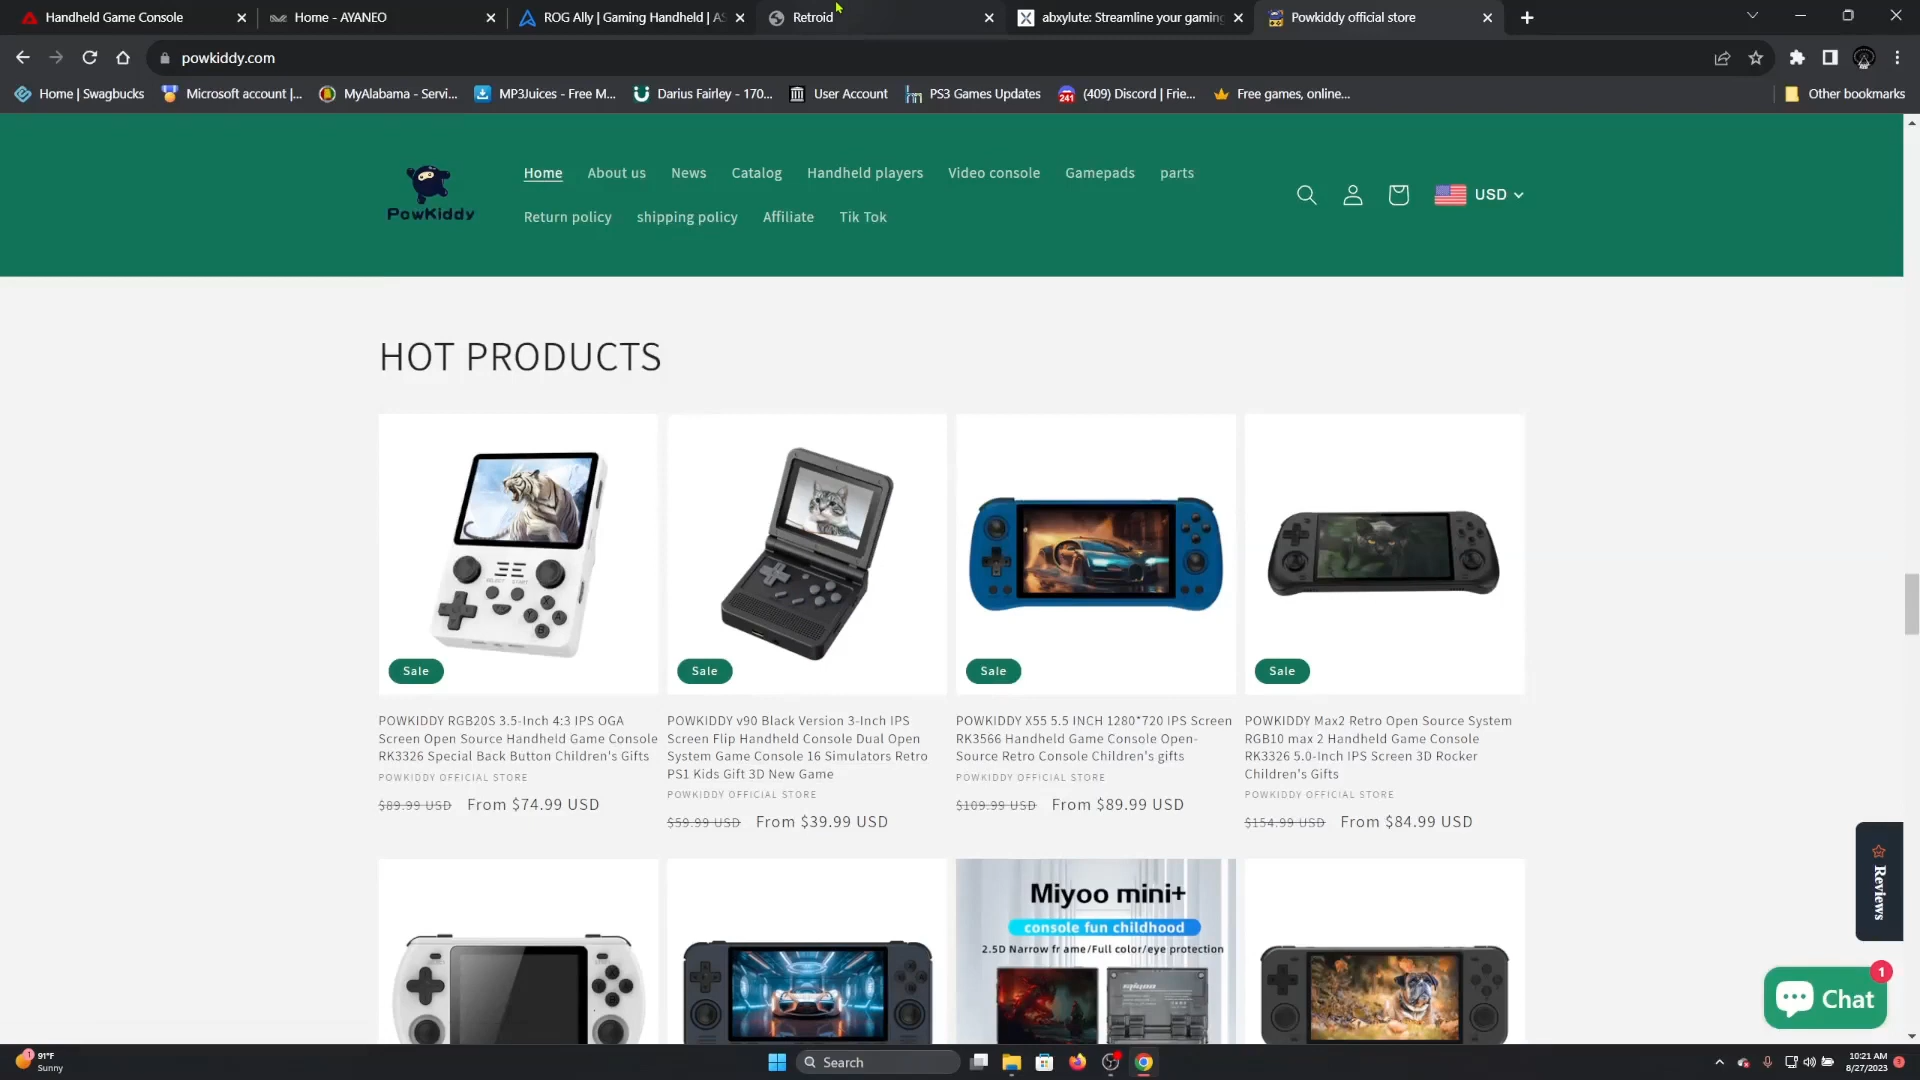 Handheld Game Console
Home - AYANEO
ROG Ally | Gaming Handheld | AS
Retroid
abxylute: Streamline your gaming
Powkiddy official store
powkiddy.com
Home | Swagbucks
Microsoft account |...
MyAlabama - Servi...
MP3Juices - Free M...
Darius Fairley - 170...
User Account
PS3 Games Updates
241
(409) Discord | Frie...
Free games, online...
Other bookmarks
PowKiddy
Home
About us
News
Catalog
Handheld players
Video console
Gamepads
parts
Return policy
shipping policy
Affiliate
Tik Tok
USD
HOT PRODUCTS
SELECT START
X
Y A
B
Sale
Sale
Sale
Sale
POWKIDDY RGB20S 3.5-Inch 4:3 IPS OGA
Screen Open Source Handheld Game Console
RK3326 Special Back Button Children's Gifts
POWKIDDY OFFICIAL STORE
$89.99 USD From $74.99 USD
POWKIDDY v90 Black Version 3-Inch IPS
Screen Flip Handheld Console Dual Open
System Game Console 16 Simulators Retro
PS1 Kids Gift 3D New Game
POWKIDDY OFFICIAL STORE
$59.99 USD From $39.99 USD
POWKIDDY X55 5.5 INCH 1280*720 IPS Screen
RK3566 Handheld Game Console Open-
Source Retro Console Children's gifts
POWKIDDY OFFICIAL STORE
$109.99 USD From $89.99 USD
POWKIDDY Max2 Retro Open Source System
RGB10 max 2 Handheld Game Console
RK3326 5.0-Inch IPS Screen 3D Rocker
Children's Gifts
POWKIDDY OFFICIAL STORE
$154.99 USD From $84.99 USD
Miyoo mini+
console fun childhood
2.5D Narrow fr ame/Full color/eye protection
Reviews
1
Chat
1
91°F
Sunny
Search
10:21 AM
8/27/2023